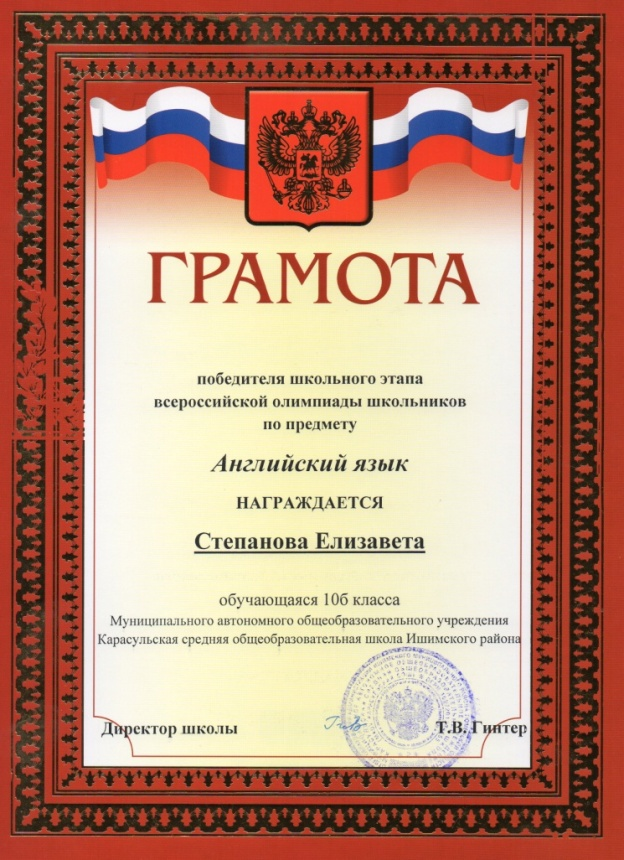 ГРАМОТА
победителя школьного этапа
всероссийской олимпиады школьников
по предмету
Английский язык
НАГРАЖДАЕТСЯ
Степанова Елизавета
обучающаяся 10б класса
Муниципального автономного общеобразовательного учреждения
Карасульская средняя общеобразовательная школа Ишимского района
Директор школы Т.В. Гинтер